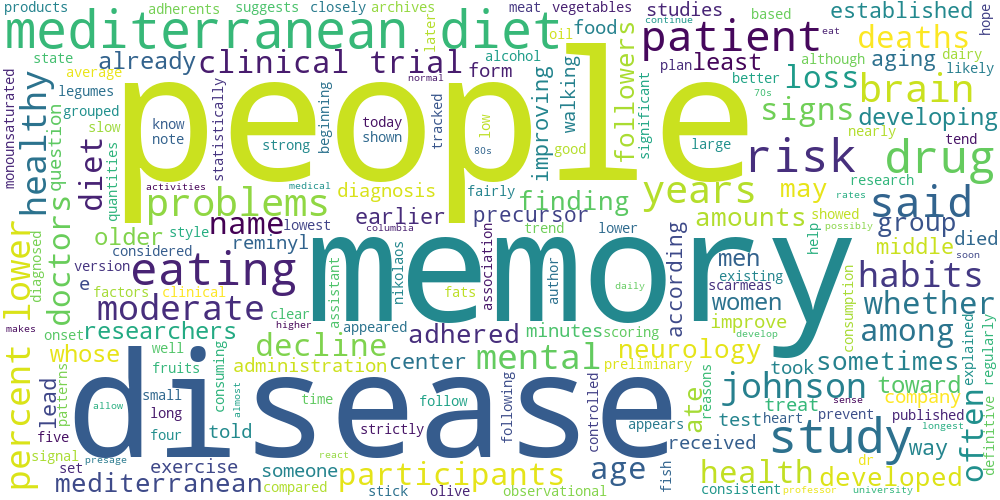 products
adherents
suggests
closely
archives
meat
vegetables
established
mediterranean diet
later
oil
food
studies
based
continue
eat
hope
patient
deaths
state
already
clinical trial
form
alcohol
plan
least
although
dairy
likely
average
legumes
grouped
slow
question
healthy
monounsaturated
people
know
note
statistically
strong
beginning
today
shown
tracked
normal
low
80s
improving
walking
good
followers
significant
large
better
70s
loss
aging
brain
signs
developing
nearly
tend
risk
drug
research
rates
diet
quantities
activities
medical
problems
diagnosis
fairly
finding
years
may
said
doctors
name
lowest
columbia
earlier
precursor
amounts
showed
possibly
group
older
style
reminyl
trend
lower
according
help
middle
died
soon
considered
version
e
eating
memory
nikolaos
association
author
fats
daily
men
existing
scarmeas
women
habits
consumption
whether
diagnosed
factors
clinical
moderate
clear
higher
assistant
appeared
adhered
minutes
scoring
improve
develop
among
lower
makes
onset
researchers
decline
center
mental
neurology
preliminary
took
sometimes
explained
regularly
percent
whose
patterns
well
fruits
consuming
administration
disease
time
follow
following
controlled
appears
ate
reasons
johnson
treat
toward
company
lead
small
long
allow
almost
told
strictly
test
heart
prevent
sense
published
longest
often
definitive
five
four
signal
set
presage
exercise
react
someone
participants
age
fish
received
study
way
dr
mediterranean
compared
stick
olive
observational
health
developed
consistent
professor
university